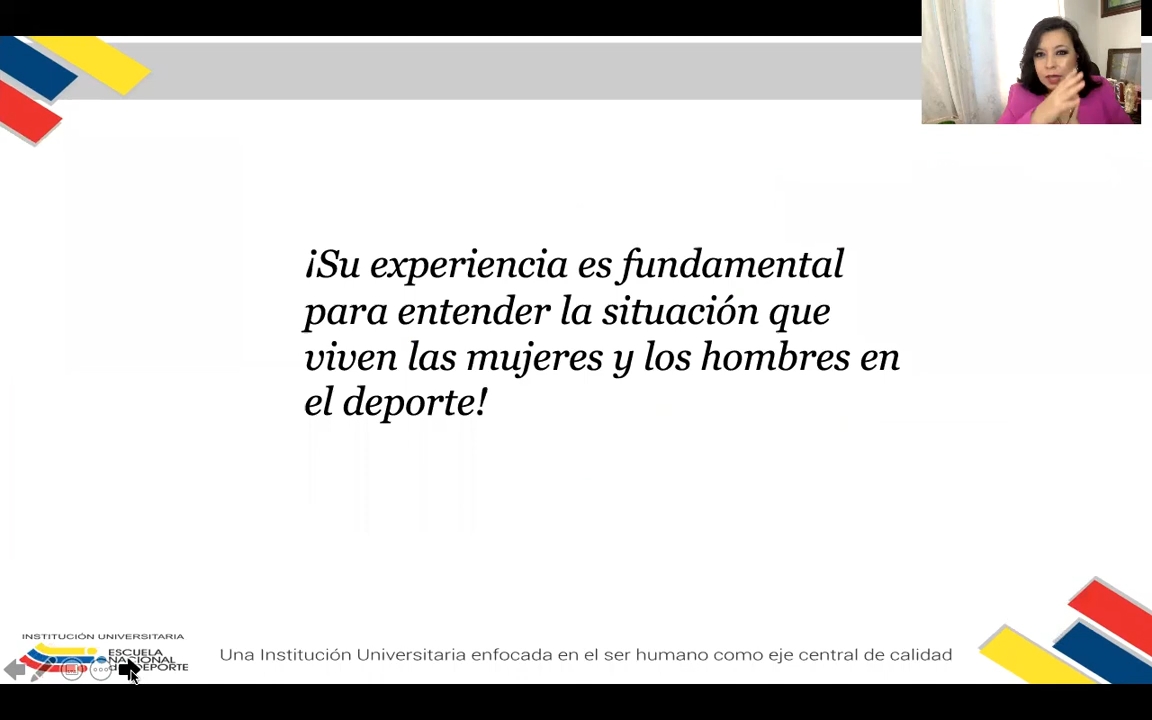 ¡Su experiencia es fundamental
para entender la situación que
viven las mujeres y los hombres en
el deporte!
INSTITUCIÓN UNIVERSITARIA
ESCUELA
NACIONAL
DEPORTE
Una Institución Universitaria enfocada en el ser humano como eje central de calidad